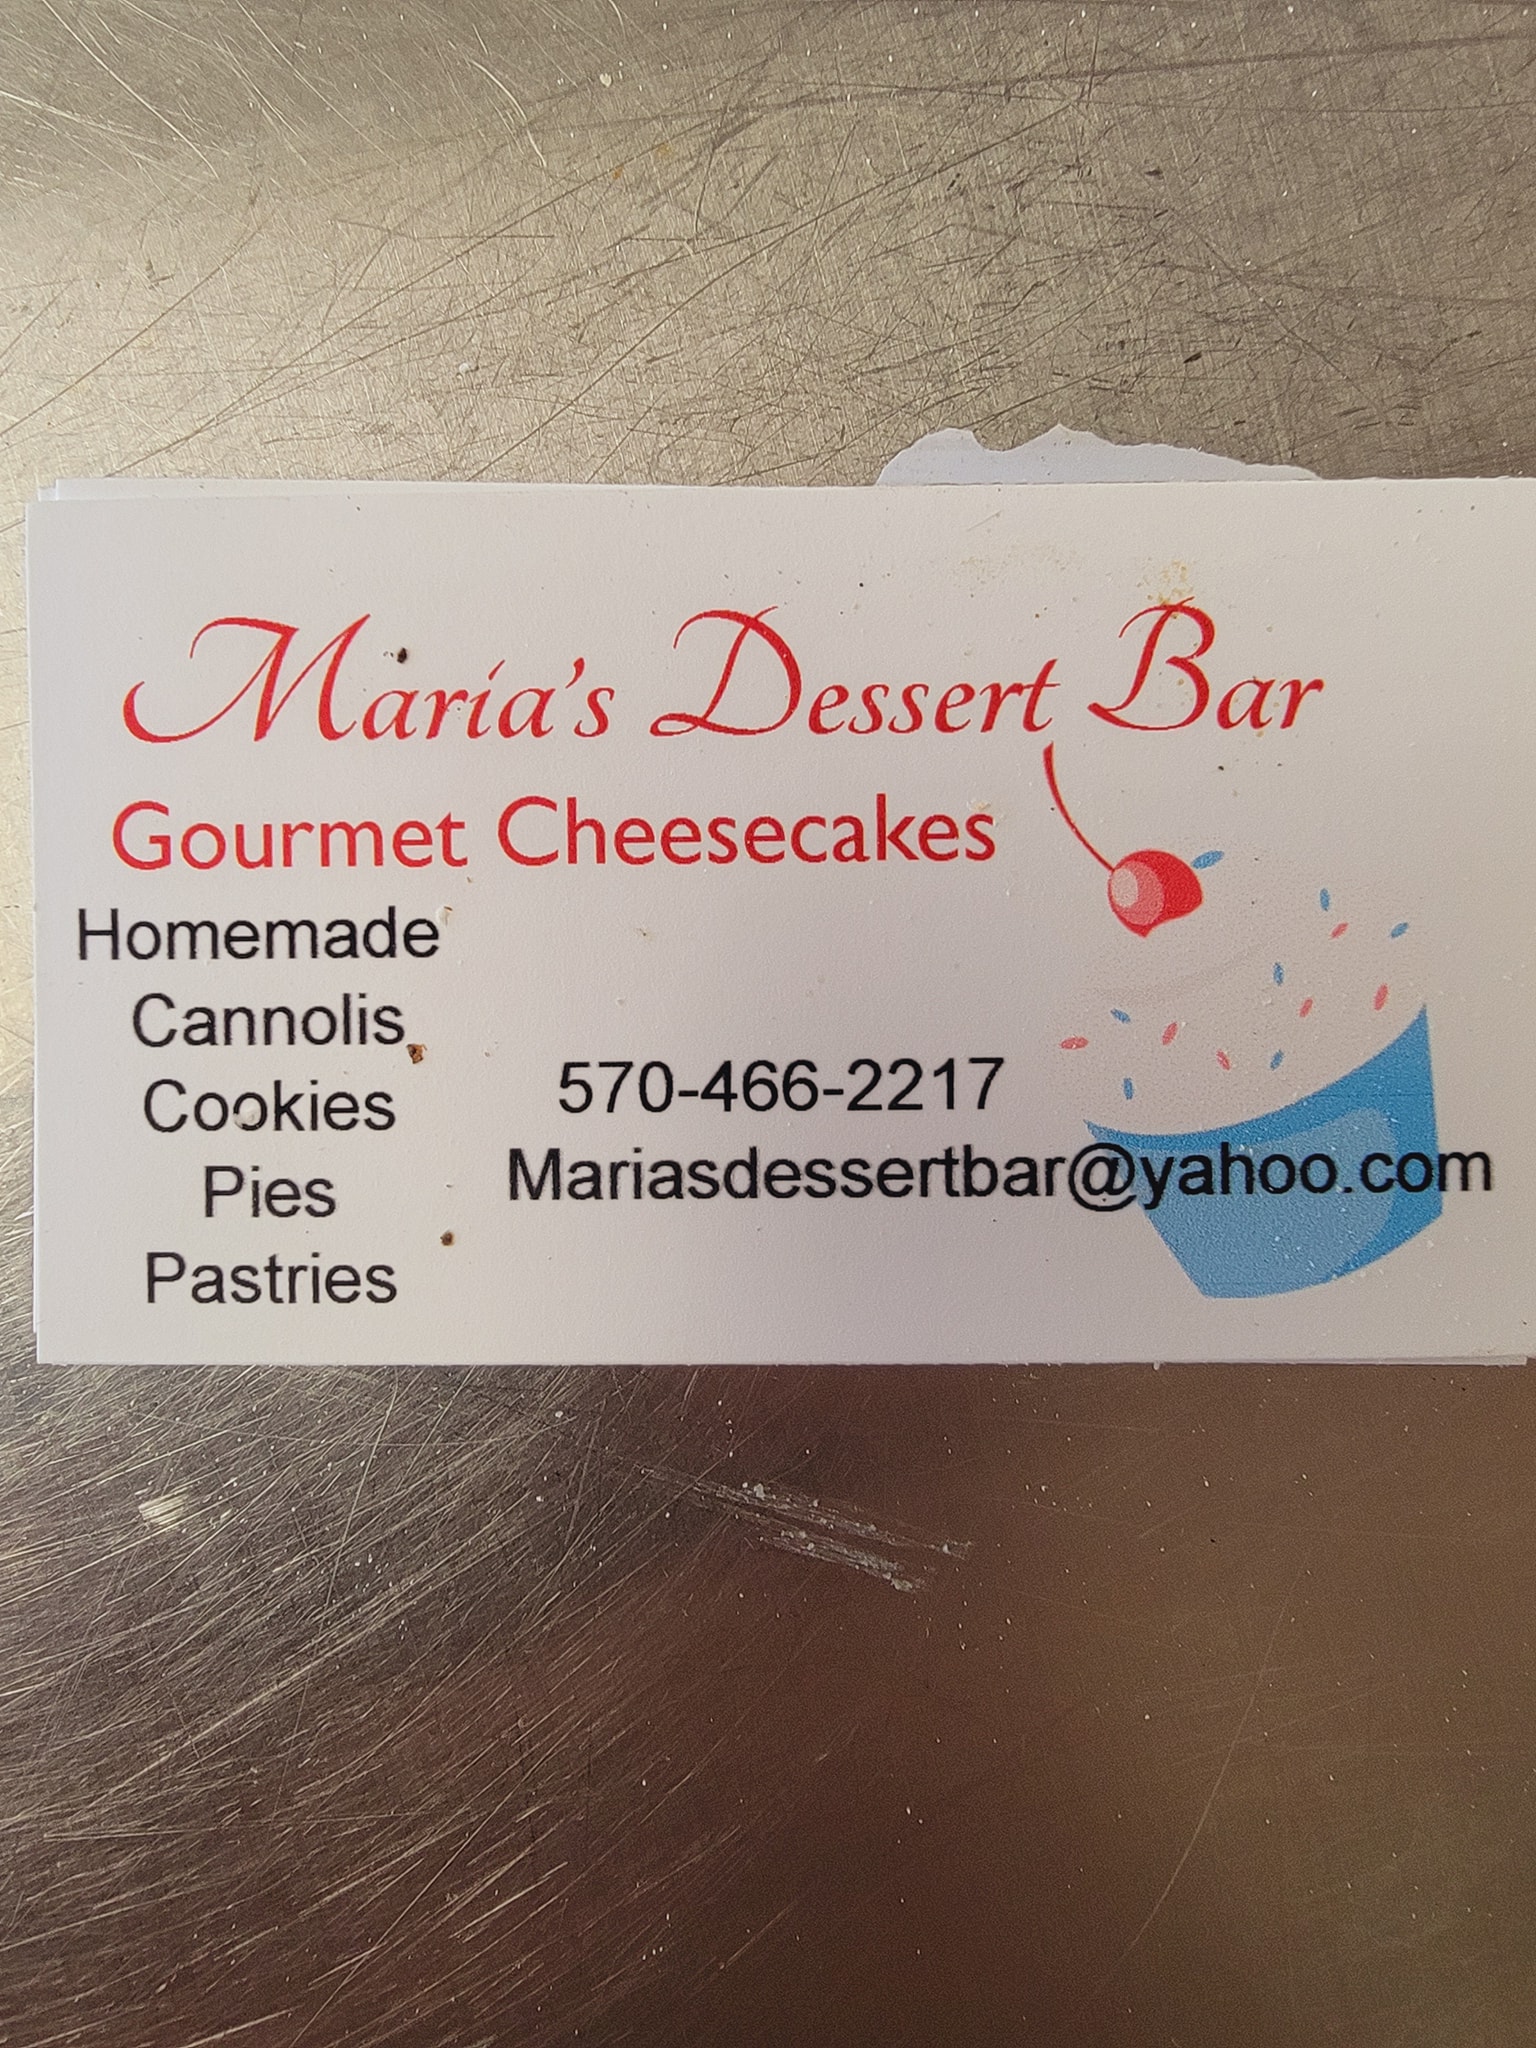 Maria's Dessert Bar
Gourmet Cheesecakes
Homemade
Cannolis
Cookies
Pies
Pastries
570-466-2217
Mariasdessertbar@yahoo.com